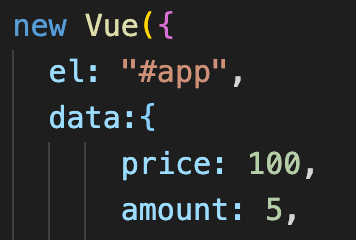 new Vue({
el: "#app",
data:{
price: 100,
amount: 5,